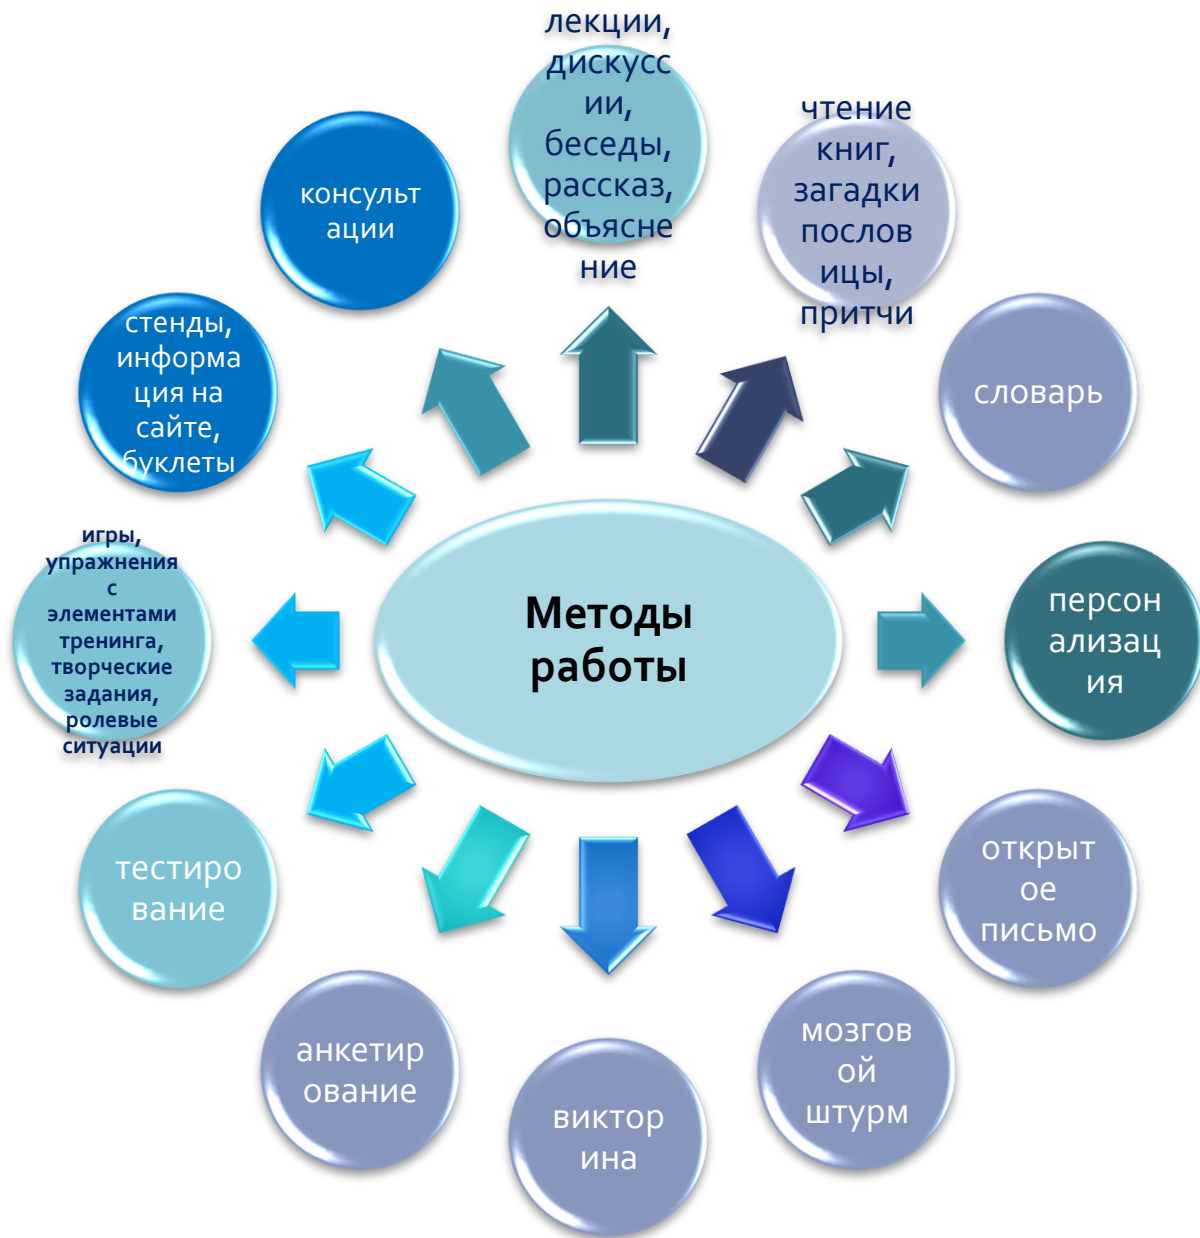 лекции,
дискусс
ии,
беседы,
рассказ,
объясне
ние
чтение
книг,
загадки
послов
ицы,
притчи
словарь
персон
ализац
ия
открыт
ое
письмо
мозгов
ой
штурм
виктор
ина
анкетир
ование
тестиро
вание
игры,
упражнения
с
элементами
тренинга,
творческие
задания,
ролевые
ситуации
стенды,
информа
ция на
сайте,
буклеты
консульт
ации
Методы
работы